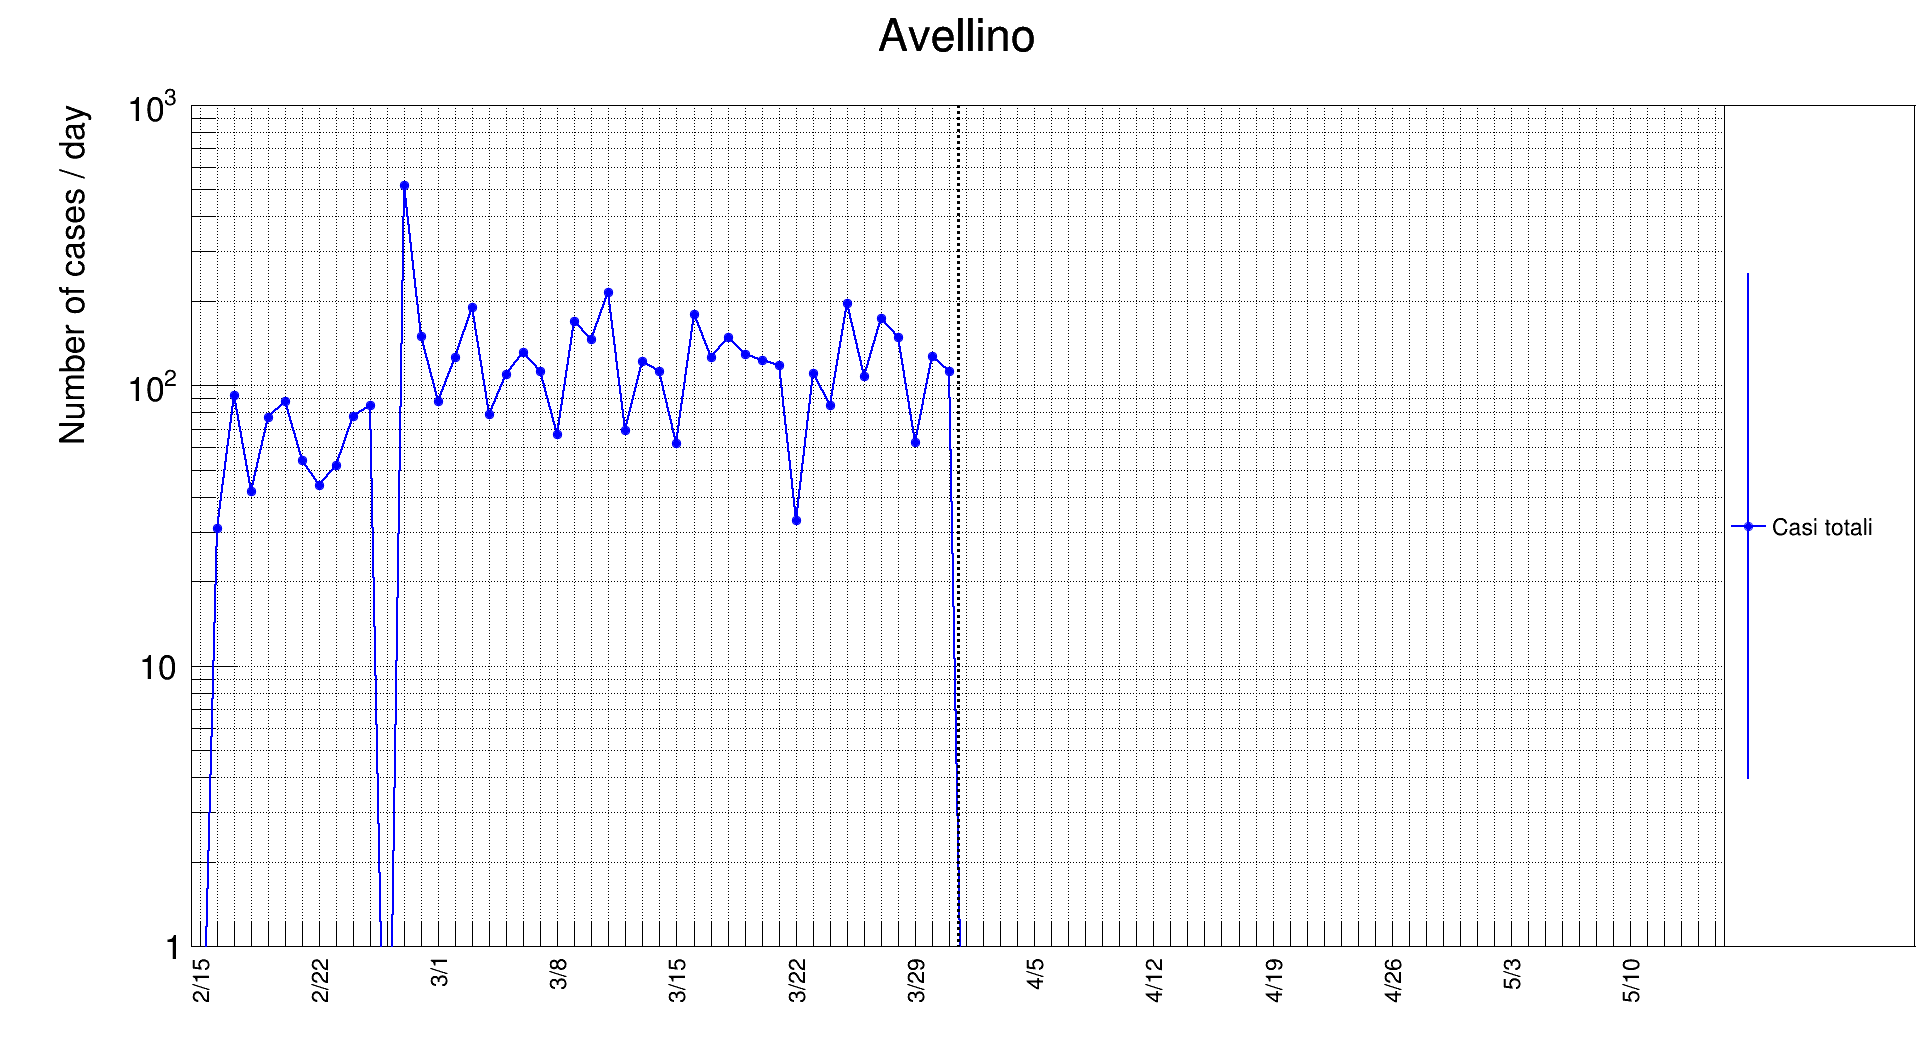 Avellino
Number of cases / day
10³
10²
10
1
2/15 2/22 3/1 3/8 3/15 3/22 3/29 4/5 4/12 4/19 4/26 5/3 5/10
Casi totali